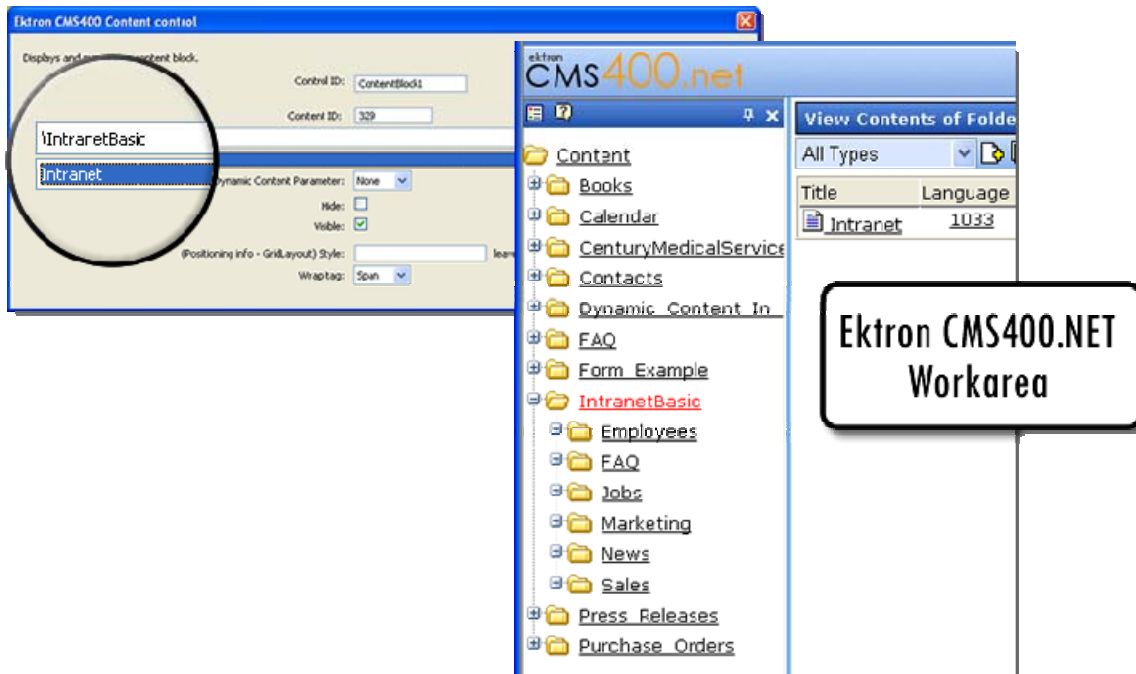 Ektron CMS400 Content control
Displays and content block.
Control ID: ContentBlock1
Content ID: 329
\IntranetBasic
Intranet
Dynamic Content Parameter: None
Hide:
Visible:
(Positioning info - GridLayout) Style:
Wraptag: Span
ektron
CMS400.net
View Contents of Folde
All Types
Title Language
Intranet 1033
Content
Books
Calendar
CenturyMedicalService
Contacts
Dynamic_Content_In_
FAQ
Form_Example
IntranetBasic
Employees
FAQ
Jobs
Marketing
News
Sales
Press_Releases
Purchase_Orders
Ektron CMS400.NET
Workarea